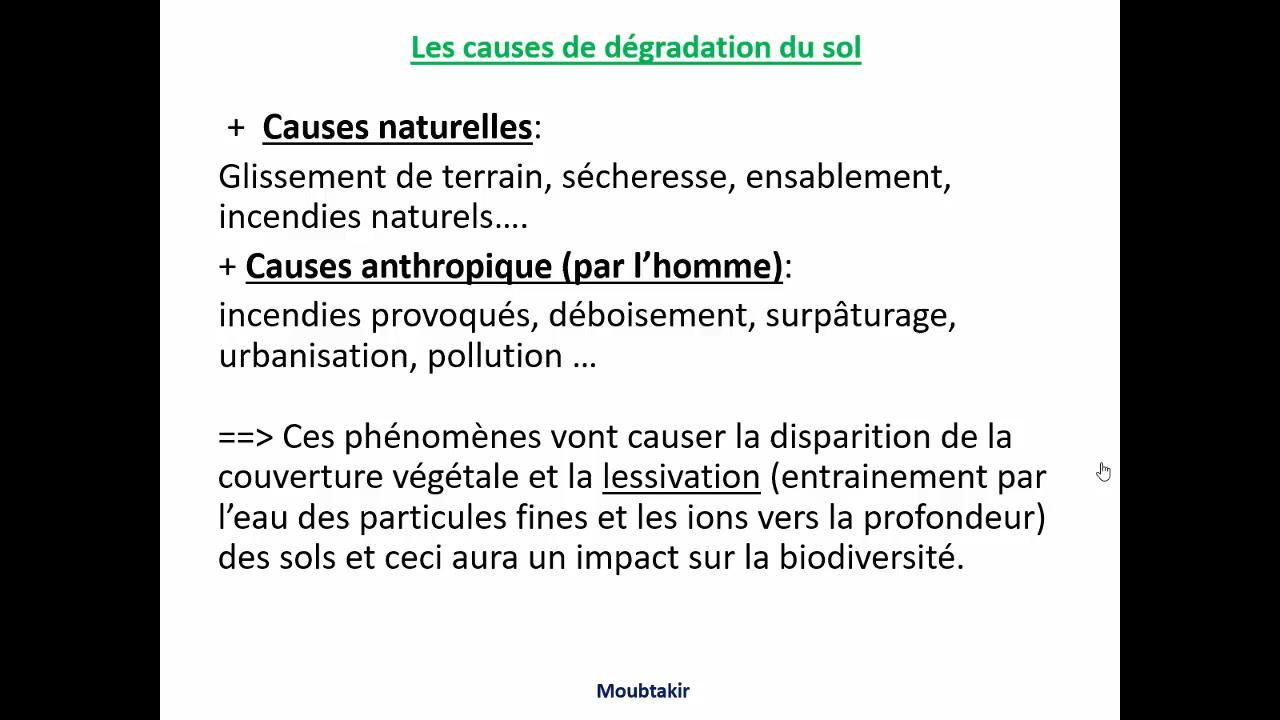 Les causes de dégradation du sol
+ Causes naturelles:
Glissement de terrain, sécheresse, ensablement,
incendies naturels....
+ Causes anthropique (par l’homme):
incendies provoqués, déboisement, surpâturage,
urbanisation, pollution …
==> Ces phénomènes vont causer la disparition de la
couverture végétale et la lessivation (entrainement par
l’eau des particules fines et les ions vers la profondeur)
des sols et ceci aura un impact sur la biodiversité.
Moubtakir